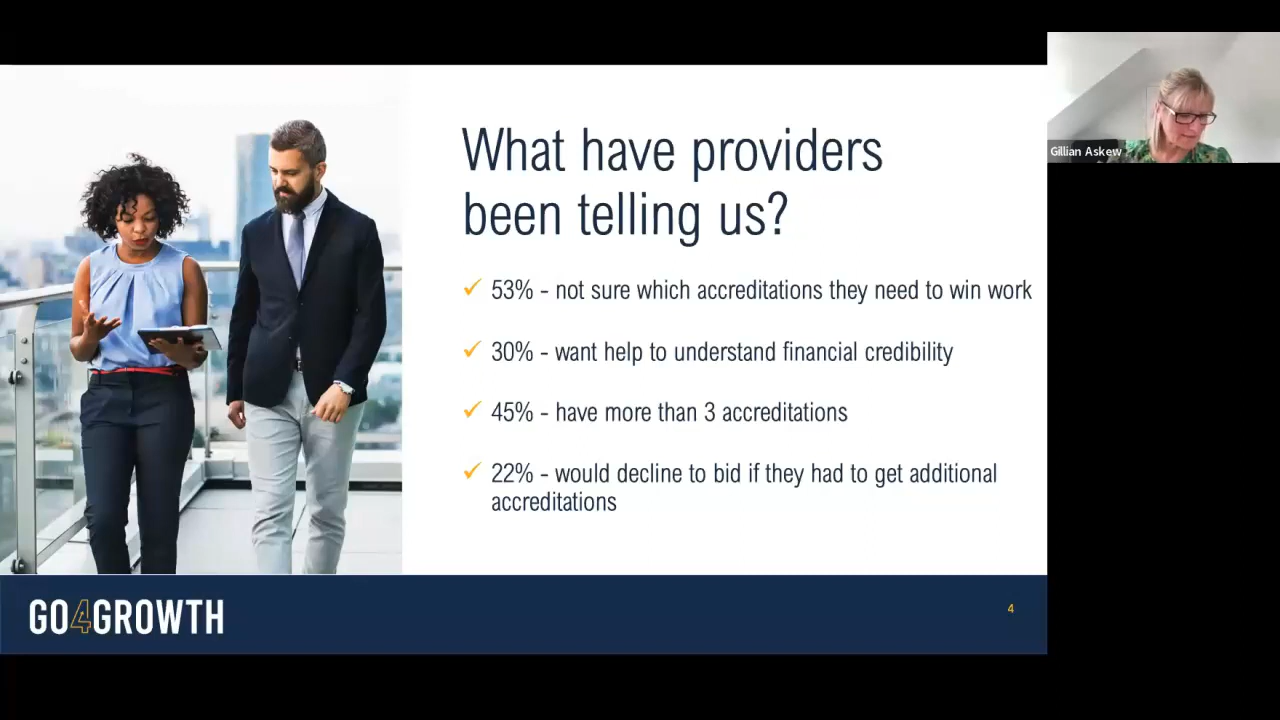 What have providers
been telling us?
✓ 53% - not sure which accreditations they need to win work
✓ 30% - want help to understand financial credibility
✓ 45% - have more than 3 accreditations
✓ 22% - would decline to bid if they had to get additional
accreditations
GO4GROWTH
4
Gillian Askew